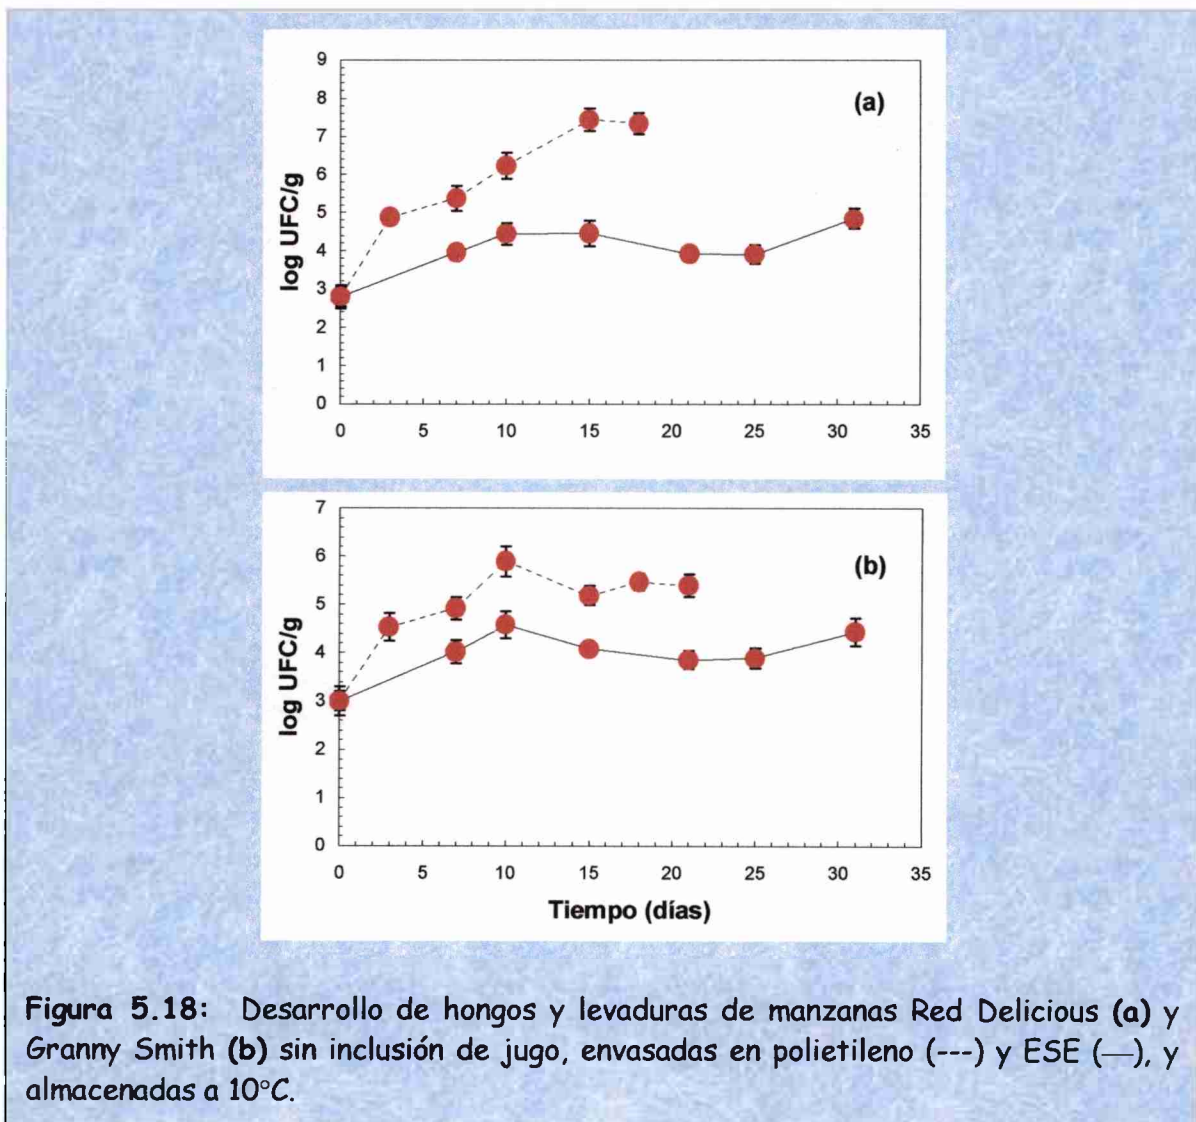 9
8
7
6
5
4
3
2
1
0
log UFC/g
(a)
0 5 10 15 20 25 30 35
7
6
5
4
3
2
1
0
log UFC/g
(b)
0 5 10 15 20 25 30 35
Tiempo (días)
Figura 5.18: Desarrollo de hongos y levaduras de manzanas Red Delicious (a) y
Granny Smith (b) sin inclusión de jugo, envasadas en polietileno (---) y ESE (—), y
almacenadas a 10°C.